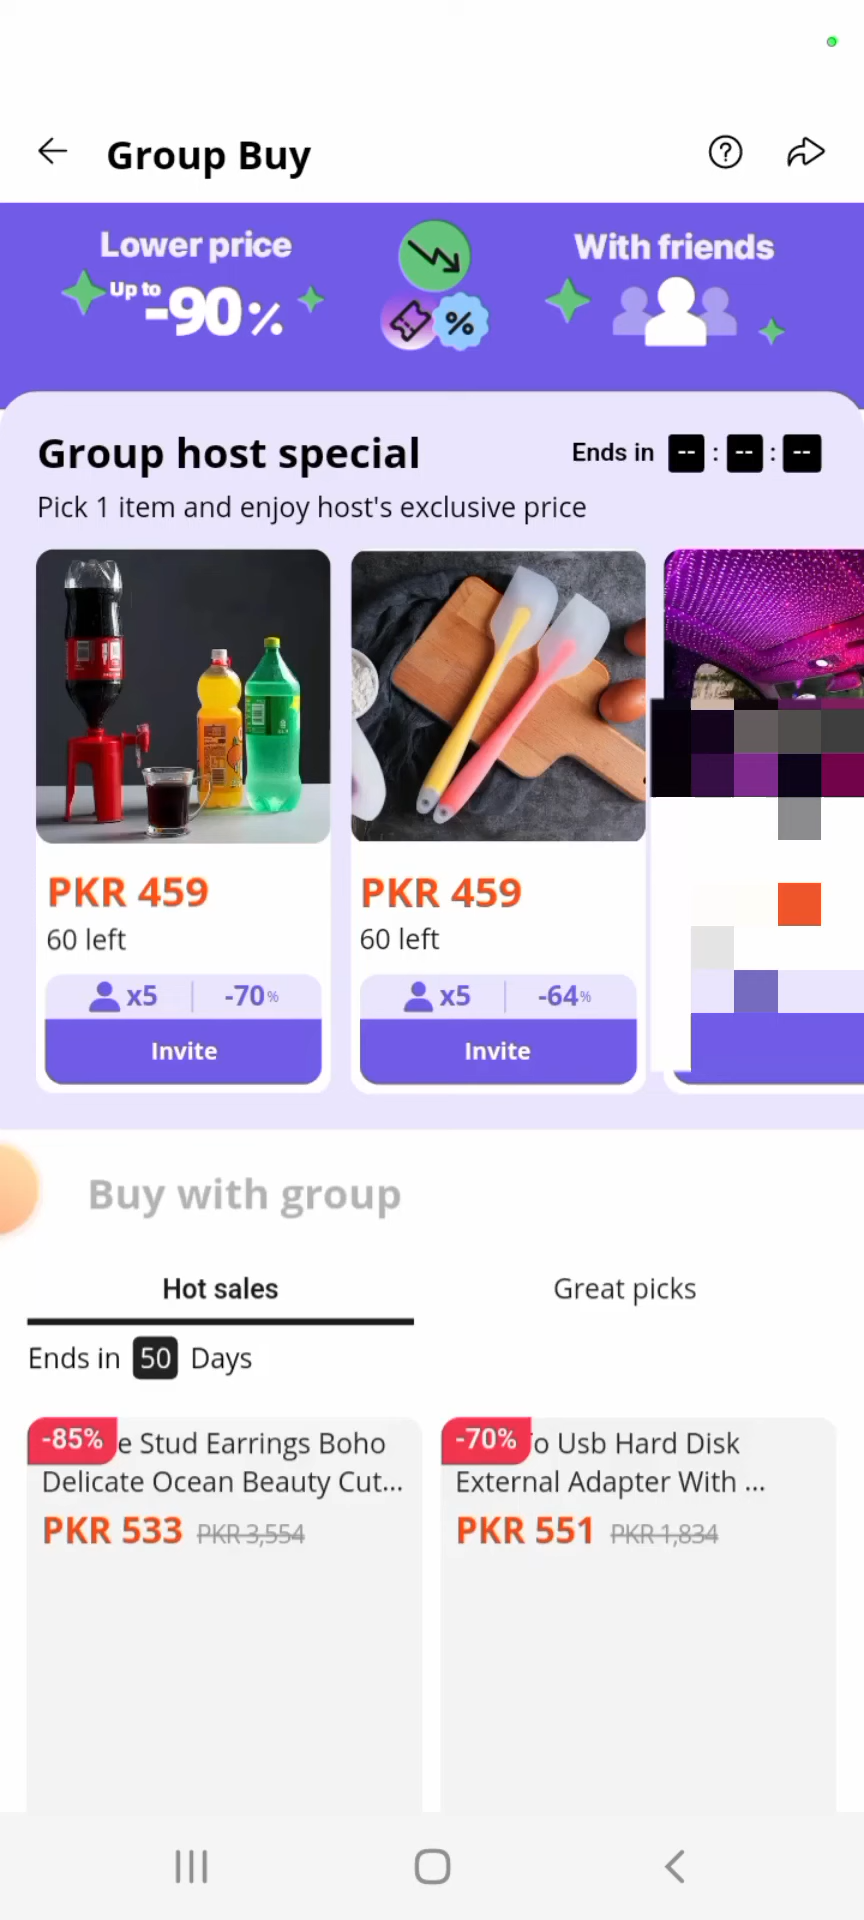 Group Buy
Lower price
Up to
-90%
%
With friends
Group host special
Ends in -- : -- : --
Pick 1 item and enjoy host's exclusive price
PKR 459
60 left
x5 -70%
Invite
PKR 459
60 left
x5 -64%
Invite
Buy with group
Hot sales
Great picks
Ends in 50 Days
-85% e Stud Earrings Boho
Delicate Ocean Beauty Cut...
PKR 533 PKR 3,554
-70% To Usb Hard Disk
External Adapter With ...
PKR 551 PKR 1,834